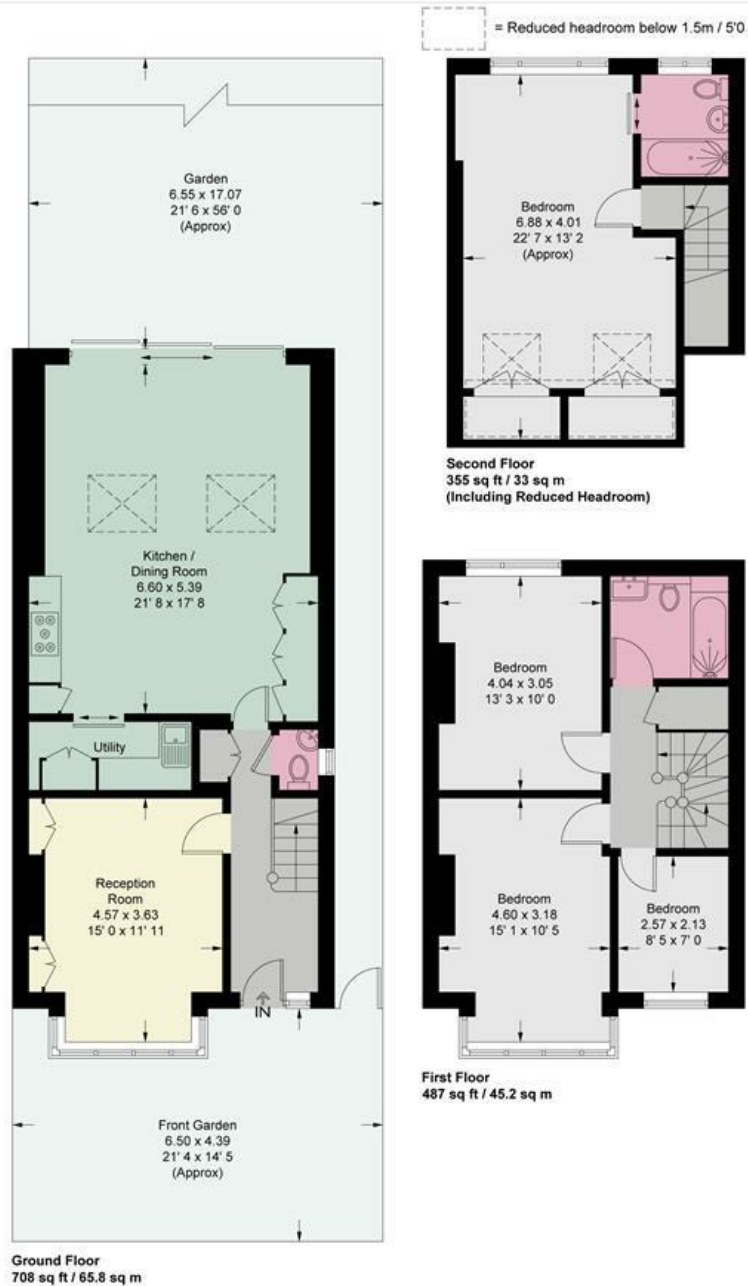 = Reduced headroom below 1.5m / 5'0
Garden
6.55 x 17.07
21' 6 x 56' 0
(Approx)
Bedroom
6.88 x 4.01
22' 7 x 13' 2
(Approx)
Second Floor
355 sq ft / 33 sq m
(Including Reduced Headroom)
Kitchen /
Dining Room
6.60 x 5.39
21' 8 x 17' 8
Utility
Reception
Room
4.57 x 3.63
15' 0 x 11' 11
IN
Bedroom
4.04 x 3.05
13' 3 x 10' 0
Bedroom
4.60 x 3.18
15' 1 x 10' 5
Bedroom
2.57 x 2.13
8' 5 x 7' 0
First Floor
487 sq ft / 45.2 sq m
Front Garden
6.50 x 4.39
21' 4 x 14' 5
(Approx)
Ground Floor
708 sq ft / 65.8 sq m